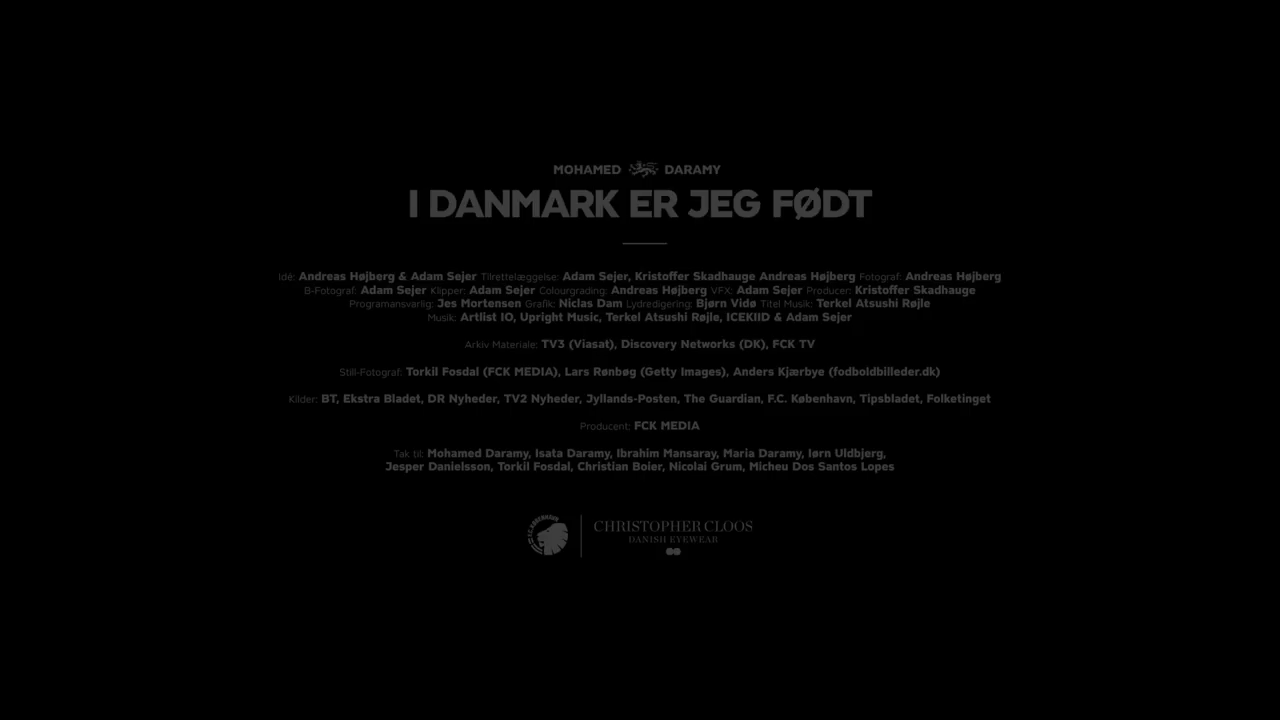 MOHAMED DARAMY
I DANMARK ER JEG FØDT
Idé: Andreas Højberg & Adam Sejer Tilrettelæggelse: Adam Sejer, Kristoffer Skadhauge Andreas Højberg Fotograf: Andreas Højberg
B-Fotograf: Adam Sejer Klipper: Adam Sejer Colourgrading: Andreas Højberg VFX: Adam Sejer Producer: Kristoffer Skadhauge
Programansvarlig: Jes Mortensen Grafik: Niclas Dam Lydredigering: Bjørn Vidø Titel Musik: Terkel Atsushi Røjle
Musik: Artlist IO, Upright Music, Terkel Atsushi Røjle, ICEKIID & Adam Sejer
Arkiv Materiale: TV3 (Viasat), Discovery Networks (DK), FCK TV
Still-Fotograf: Torkil Fosdal (FCK MEDIA), Lars Rønbøg (Getty Images), Anders Kjærbye (fodboldbilleder.dk)
Kilder: BT, Ekstra Bladet, DR Nyheder, TV2 Nyheder, Jyllands-Posten, The Guardian, F.C. København, Tipsbladet, Folketinget
Producent: FCK MEDIA
Tak til: Mohamed Daramy, Isata Daramy, Ibrahim Mansaray, Maria Daramy, Iørn Uldbjerg,
Jesper Danielsson, Torkil Fosdal, Christian Boier, Nicolai Grum, Micheu Dos Santos Lopes
F.C. KØBENHAVN
CHRISTOPHER CLOOS
DANISH EYEWEAR